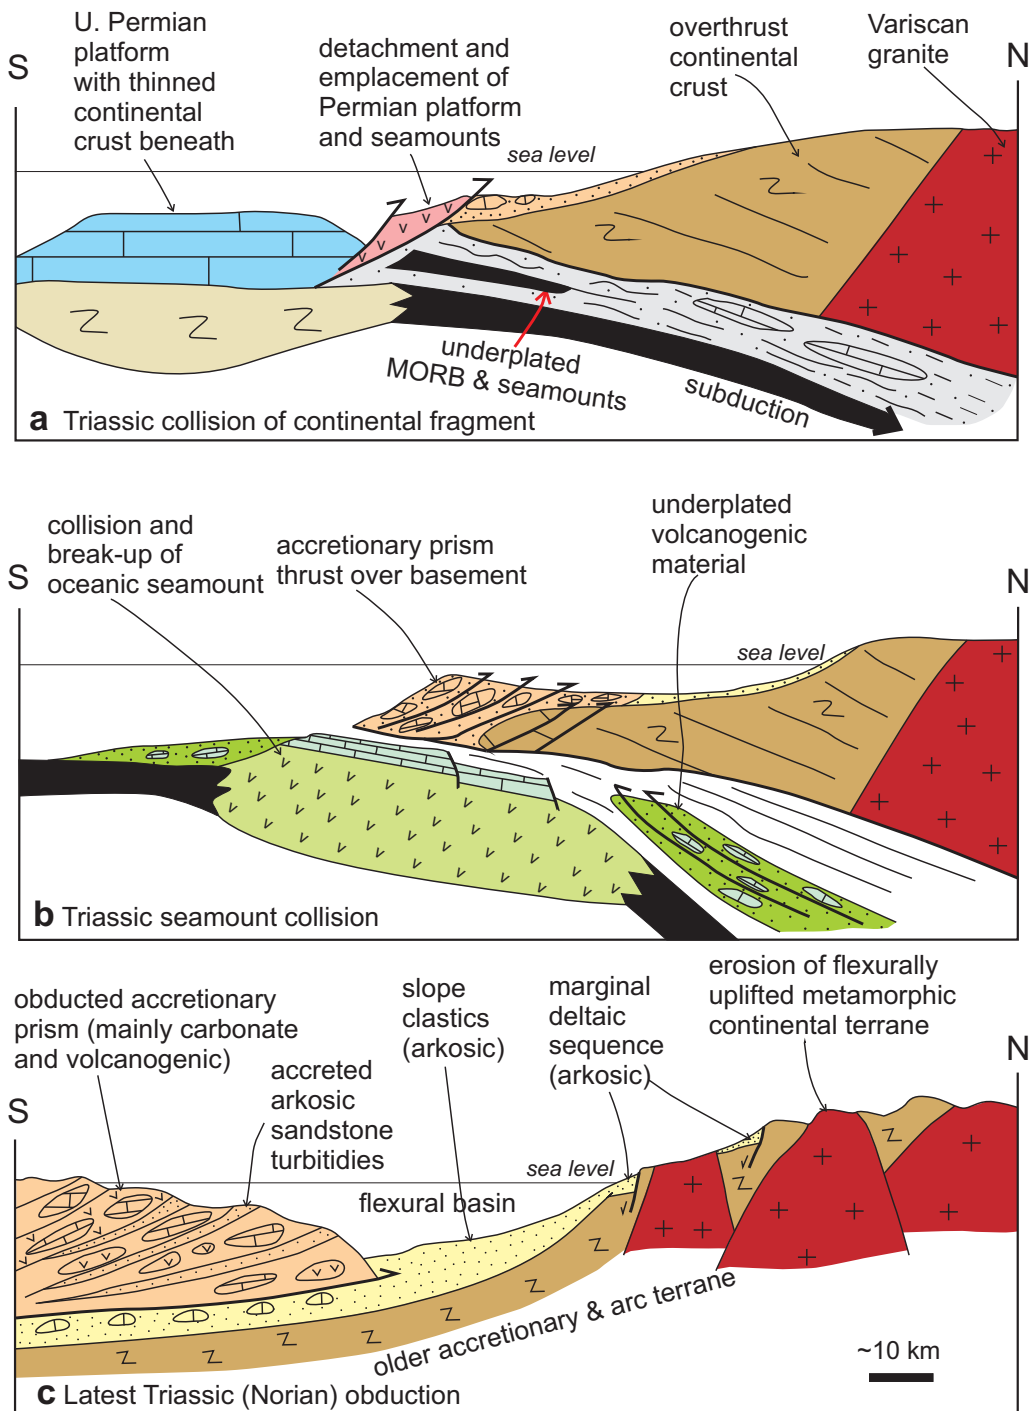 U. Permian
platform
with thinned
continental
crust beneath
detachment and
emplacement of
Permian platform
and seamounts
overthrust
continental
crust
Variscan
granite
S
N
sea level
underplated
MORB & seamounts
subduction
a Triassic collision of continental fragment
collision and
break-up of
oceanic seamount
accretionary prism
thrust over basement
underplated
volcanogenic
material
S
N
sea level
b Triassic seamount collision
obducted accretionary
prism (mainly carbonate
and volcanogenic)
accreted
arkosic
sandstone
turbitidies
slope
clastics
(arkosic)
marginal
deltaic
sequence
(arkosic)
erosion of flexurally
uplifted metamorphic
continental terrane
S
N
sea level
flexural basin
older accretionary & arc terrane
~10 km
c Latest Triassic (Norian) obduction